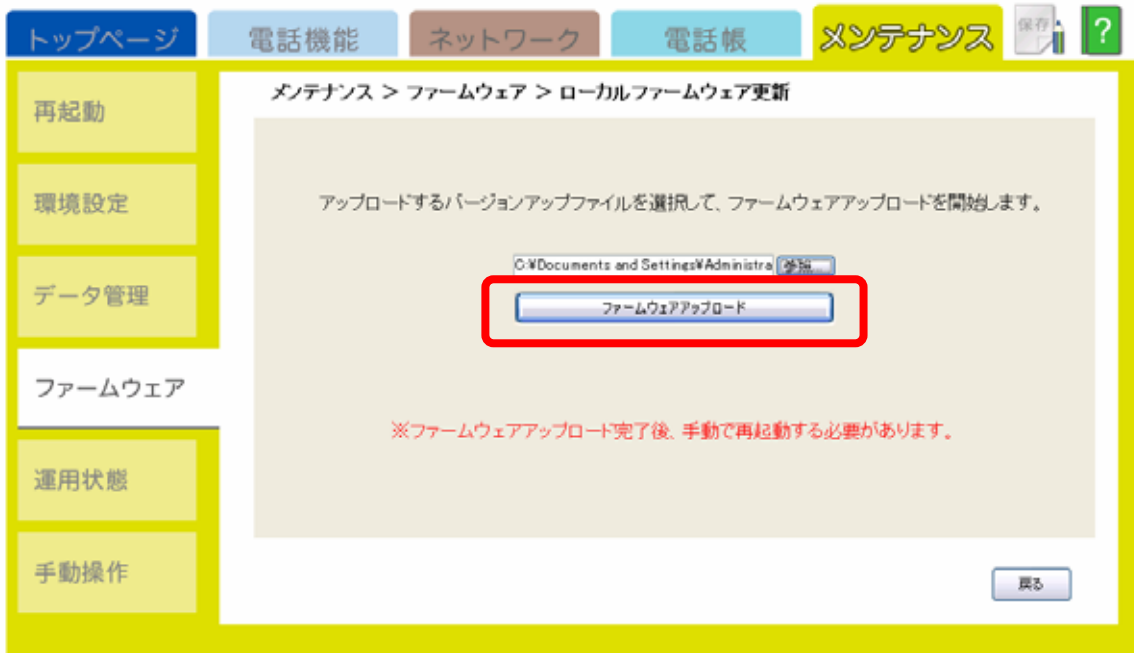 トップページ
電話機能
ネットワーク
電話帳
メンテナンス
保存
?
再起動
環境設定
データ管理
ファームウェア
運用状態
手動操作
メンテナンス > ファームウェア > ローカルファームウェア更新
アップロードするバージョンアップファイルを選択して、ファームウェアアップロードを開始します。
C:¥Documents and Settings¥Administra 参照...
ファームウェアアップロード
※ファームウェアアップロード完了後、手動で再起動する必要があります。
戻る